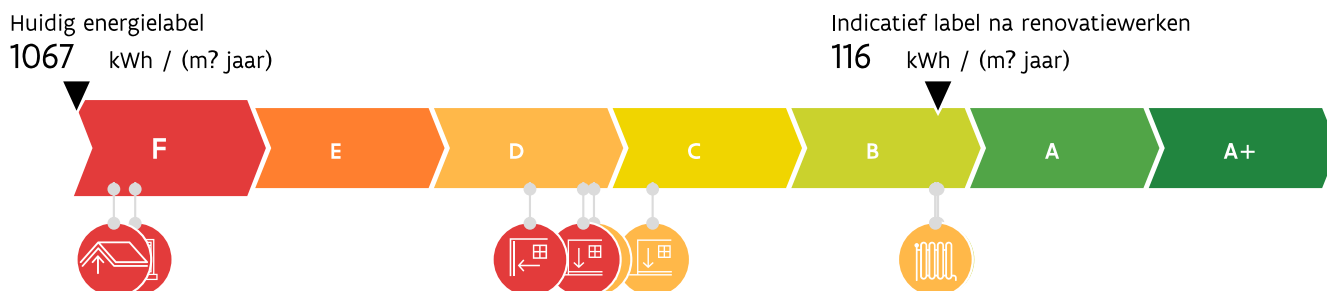 Huidig energielabel
1067 kWh / (m? jaar)
Indicatief label na renovatiewerken
116 kWh / (m? jaar)
F E D C B A A+